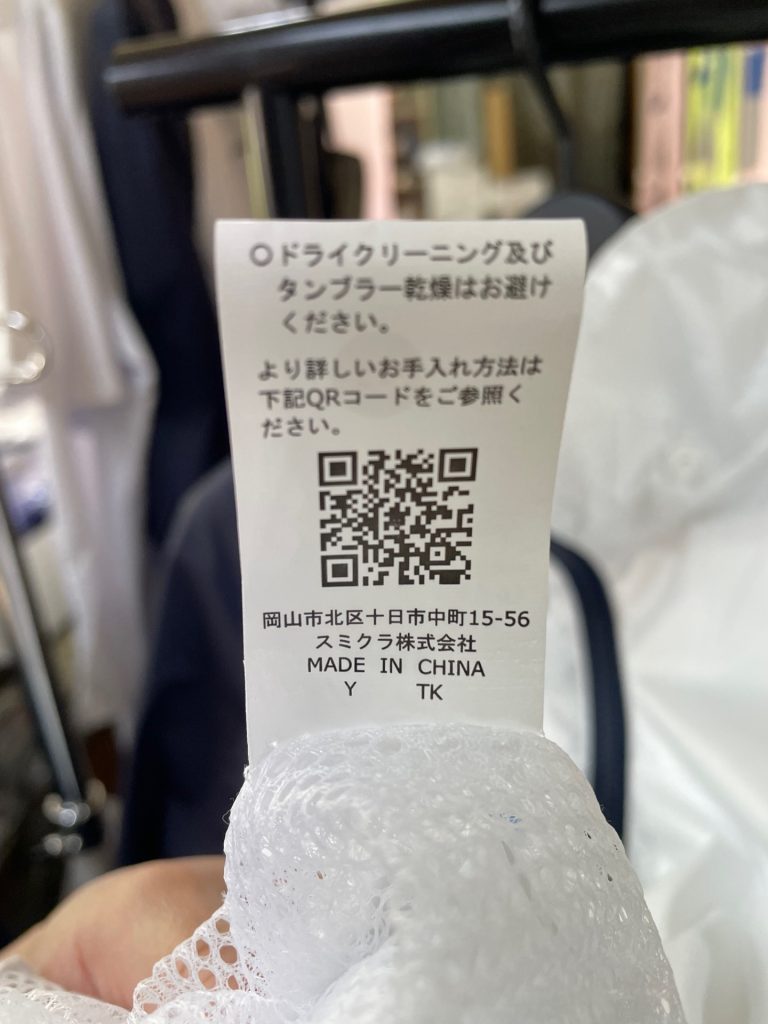 ○ドライクリーニング及び
タンブラー乾燥はお避け
ください。
より詳しいお手入れ方法は
下記QRコードをご参照く
ださい。
岡山市北区十日市中町15-56
スミクラ株式会社
MADE IN CHINA
Y TK